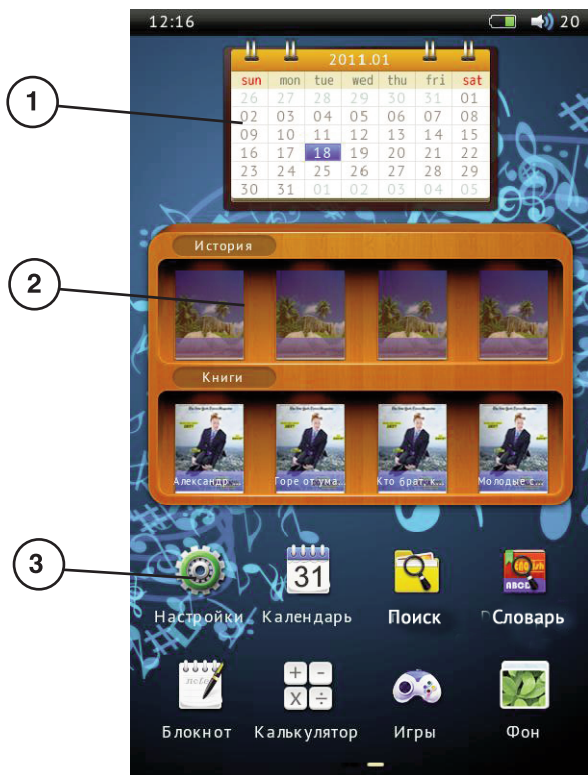 12:16 20
2011.01
sun mon tue wed thu fri sat
26 27 28 29 30 31 01
02 03 04 05 06 07 08
09 10 11 12 13 14 15
16 17 18 19 20 21 22
23 24 25 26 27 28 29
30 31 01 02 03 04 05
1
История
2
Книги
Александр ... Горе от ума... Кто брат, к... Молодые с...
3
31
Настройки Календарь Поиск Словарь
note
+ -
X ÷
Блокнот Калькулятор Игры Фон